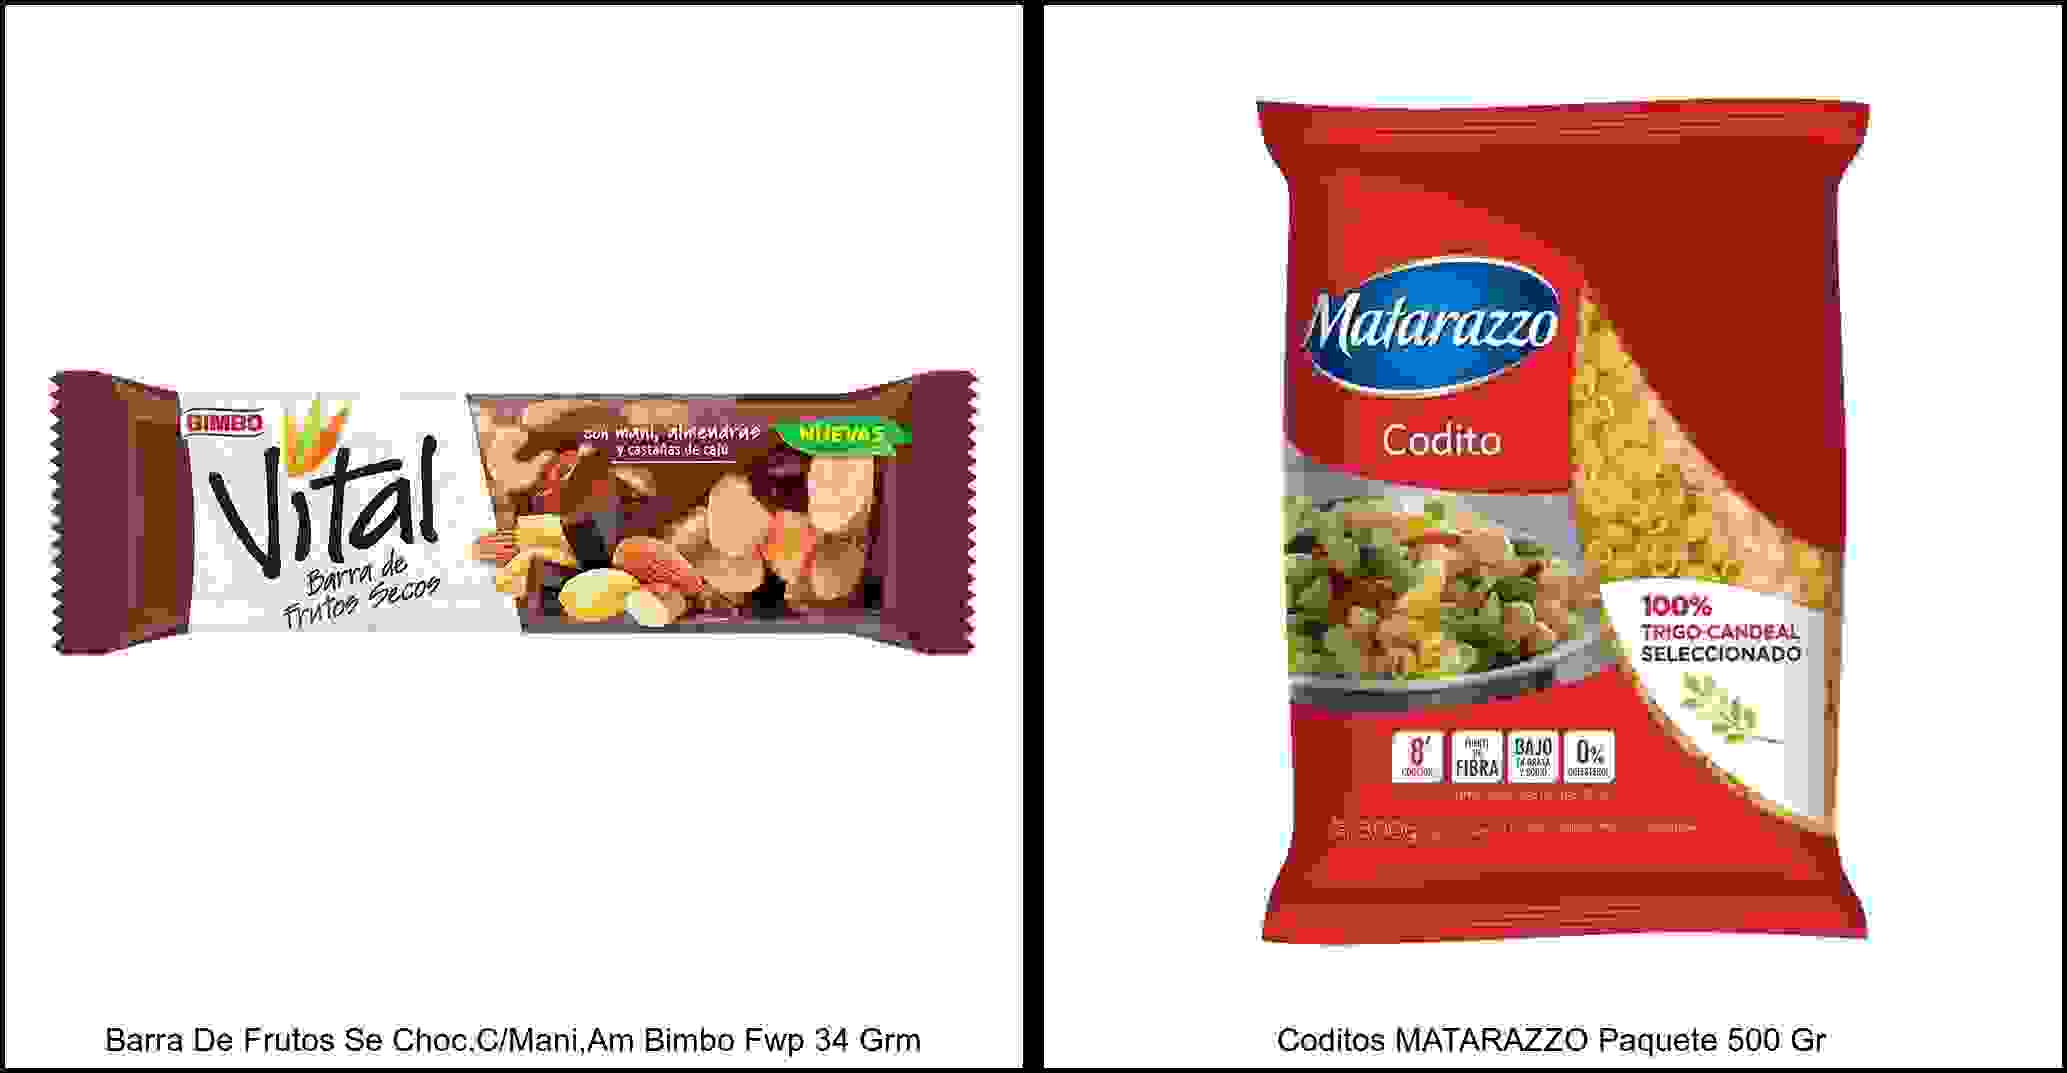 BIMBO
Vital
Barra de
Frutos Secos
con maní, almendras
y castañas de cajú
NUEVAS
Barra De Frutos Se Choc,C/Mani,Am Bimbo Fwp 34 Grm
Matarazzo
Codito
100%
TRIGO CANDEAL
SELECCIONADO
8'
FIBRA
BAJO
0%
Coditos MATARAZZO Paquete 500 Gr